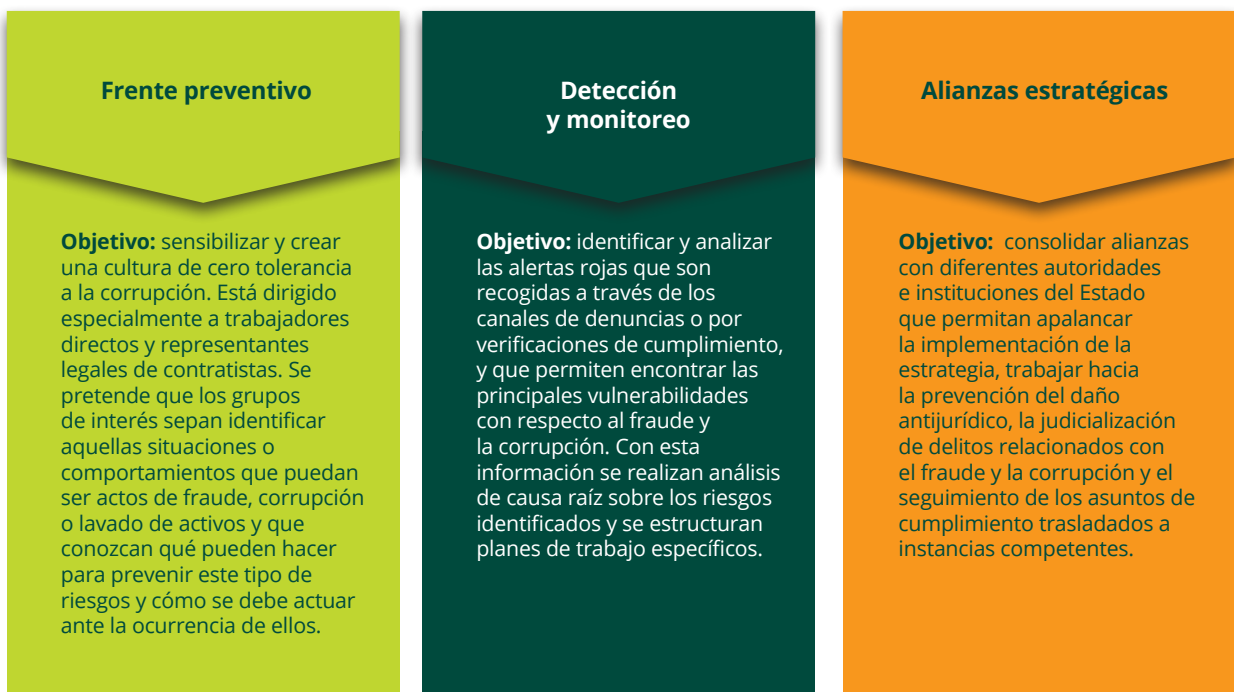 Frente preventivo
Objetivo: sensibilizar y crear
una cultura de cero tolerancia
a la corrupción. Está dirigido
especialmente a trabajadores
directos y representantes
legales de contratistas. Se
pretende que los grupos
de interés sepan identificar
aquellas situaciones o
comportamientos que puedan
ser actos de fraude, corrupción
o lavado de activos y que
conozcan qué pueden hacer
para prevenir este tipo de
riesgos y cómo se debe actuar
ante la ocurrencia de ellos.
Detección
y monitoreo
Objetivo: identificar y analizar
las alertas rojas que son
recogidas a través de los
canales de denuncias o por
verificaciones de cumplimiento,
y que permiten encontrar las
principales vulnerabilidades
con respecto al fraude y
la corrupción. Con esta
información se realizan análisis
de causa raíz sobre los riesgos
identificados y se estructuran
planes de trabajo específicos.
Alianzas estratégicas
Objetivo: consolidar alianzas
con diferentes autoridades
e instituciones del Estado
que permitan apalancar
la implementación de la
estrategia, trabajar hacia
la prevención del daño
antijurídico, la judicialización
de delitos relacionados con
el fraude y la corrupción y el
seguimiento de los asuntos de
cumplimiento trasladados a
instancias competentes.